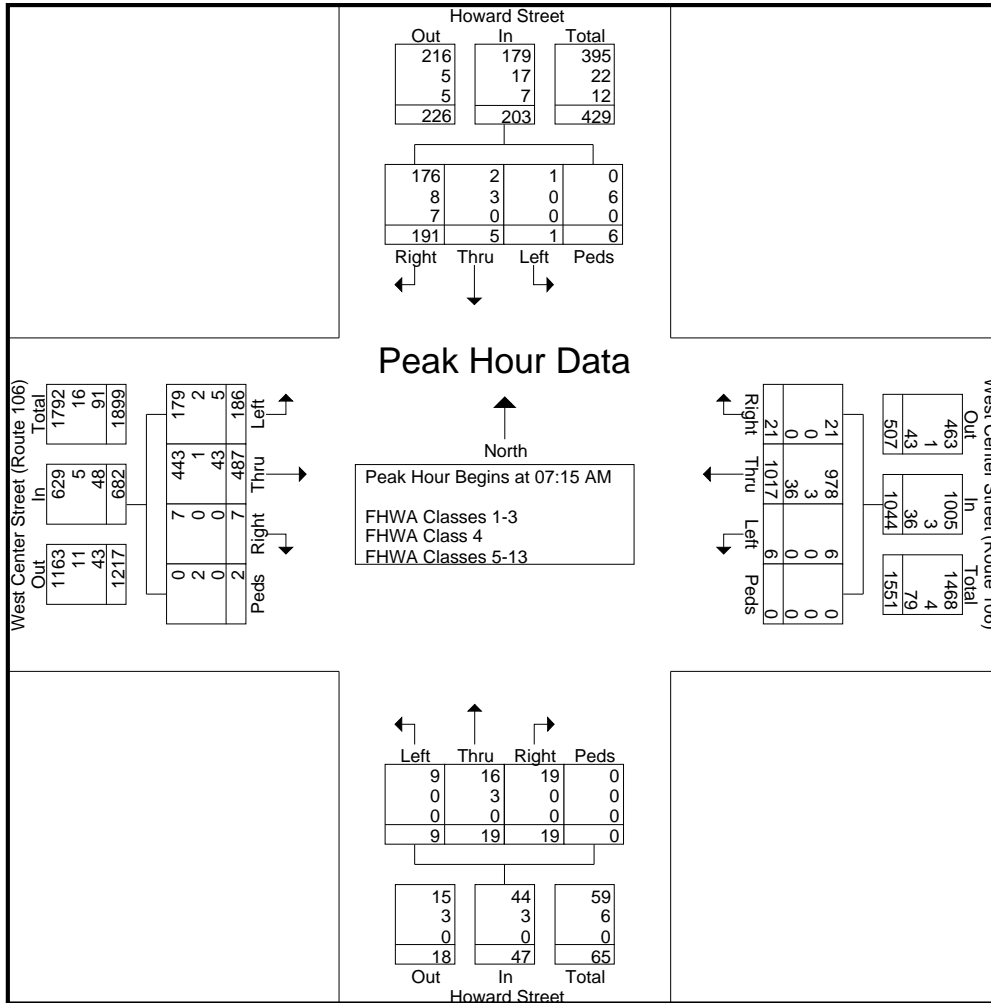 Howard Street
Out In Total
216 179 395
5 17 22
5 7 12
226 203 429
176 2 1 0
8 3 0 6
7 0 0 0
191 5 1 6
Right Thru Left Peds
Peak Hour Data
North
Peak Hour Begins at 07:15 AM
FHWA Classes 1-3
FHWA Class 4
FHWA Classes 5-13
West Center Street (Route 106)
Out In Total
1163 629 1792
11 5 16
43 48 91
1217 682 1899
0 7 443 179
2 0 1 2
0 0 43 5
2 7 487 186
Peds Right Thru Left
West Center Street (Route 106)
Out In Total
463 1005 1468
1 3 4
43 36 79
507 1044 1551
21 978 6 0
0 3 0 0
0 36 0 0
21 1017 6 0
Right Thru Left Peds
Left Thru Right Peds
9 16 19 0
0 3 0 0
0 0 0 0
9 19 19 0
15 44 59
3 3 6
0 0 0
18 47 65
Out In Total
Howard Street